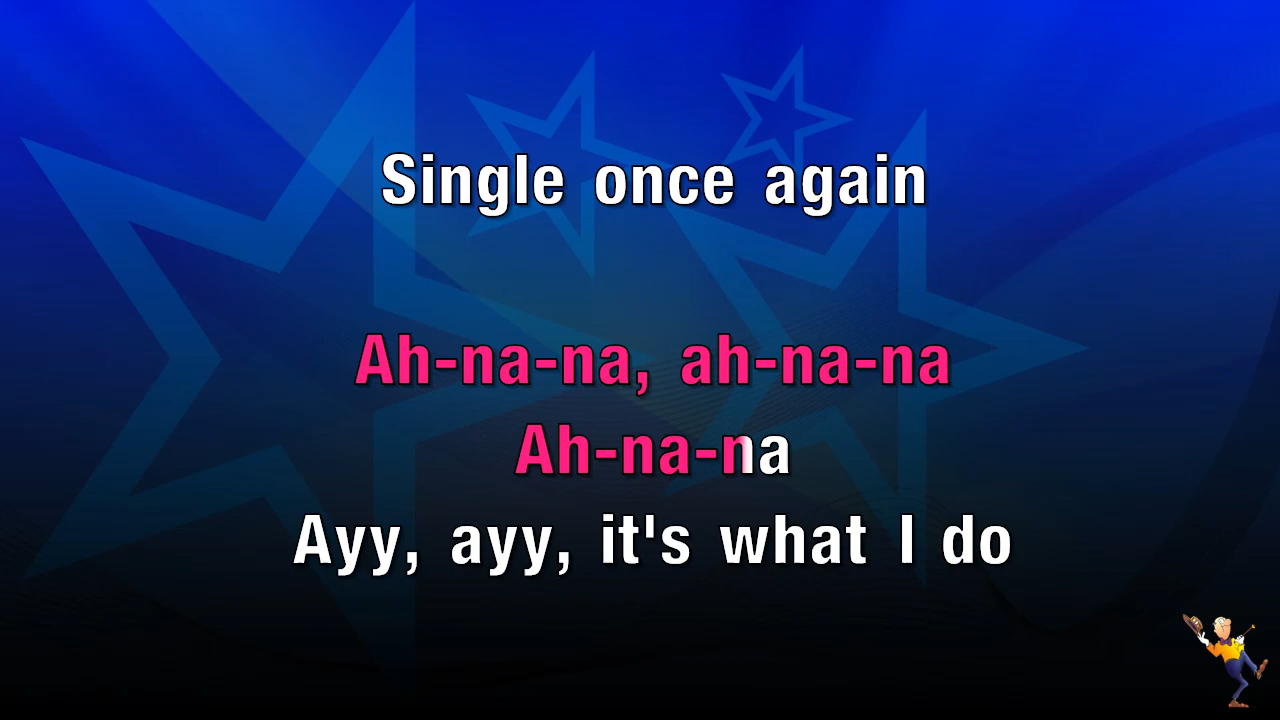 Single once again
Ah-na-na, ah-na-na
Ah-na-na
Ayy, ayy, it's what I do